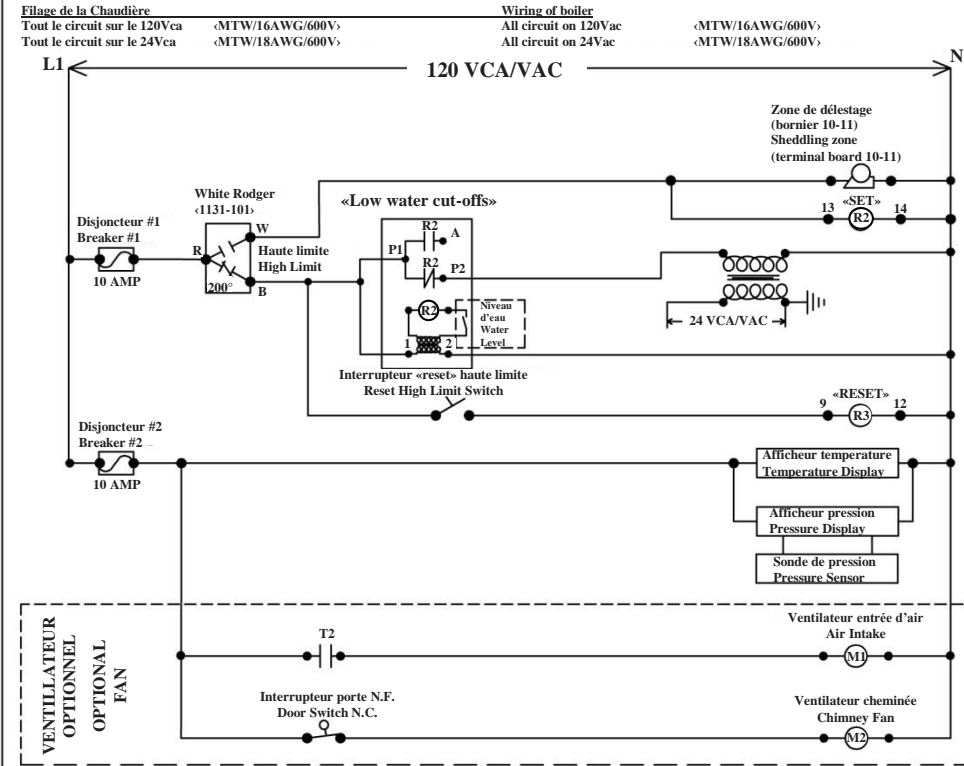 Filage de la Chaudière
Wiring of boiler
Tout le circuit sur le 120Vca ‹MTW/16AWG/600V›
All circuit on 120Vac ‹MTW/16AWG/600V›
Tout le circuit sur le 24Vca ‹MTW/18AWG/600V›
All circuit on 24Vac ‹MTW/18AWG/600V›
L1
120 VCA/VAC
N
Zone de délestage
(bornier 10-11)
Sheddling zone
(terminal board 10-11)
«SET»
13
R2
14
White Rodger
‹1131-101›
Disjoncteur #1
Breaker #1
10 AMP
R
W
B
200°
Haute limite
High Limit
«Low water cut-offs»
R2
A
P1
R2
P2
R2
Niveau
d'eau
Water
Level
1
2
24 VCA/VAC
Interrupteur «reset» haute limite
Reset High Limit Switch
«RESET»
9
R3
12
Disjoncteur #2
Breaker #2
10 AMP
Afficheur temperature
Temperature Display
Afficheur pression
Pressure Display
Sonde de pression
Pressure Sensor
VENTILLATEUR
OPTIONNEL
OPTIONAL
FAN
T2
Ventilateur entrée d'air
Air Intake
M1
Interrupteur porte N.F.
Door Switch N.C.
Ventilateur cheminée
Chimney Fan
M2